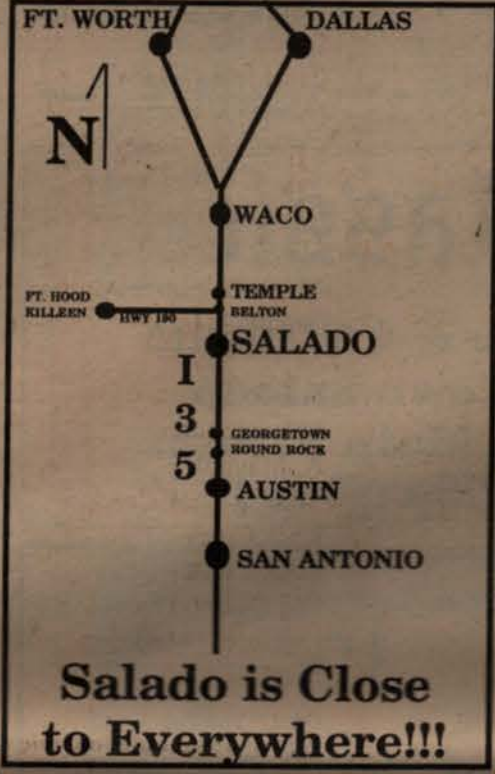 FT. WORTH
DALLAS
N
WACO
TEMPLE
FT. HOOD
KILLEEN
HWY 190
BELTON
SALADO
I
3
5
GEORGETOWN
ROUND ROCK
AUSTIN
SAN ANTONIO
Salado is Close
to Everywhere!!!